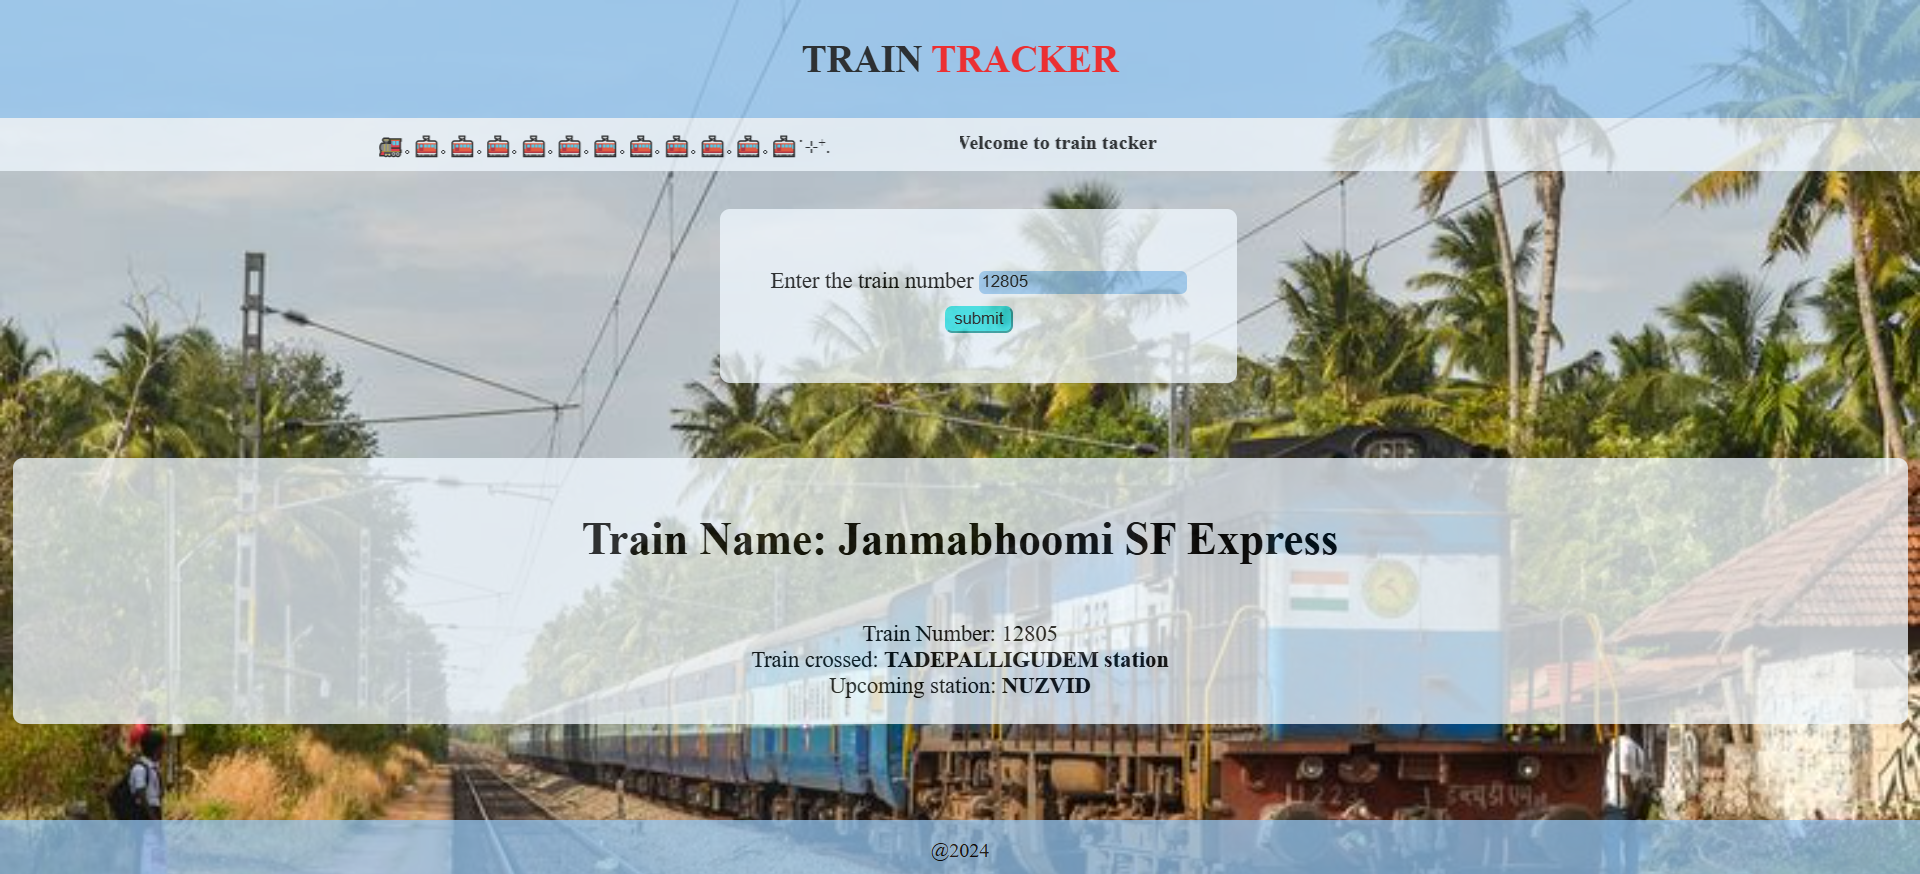 TRAIN TRACKER
Welcome to train tacker
Enter the train number 12805
submit
Train Name: Janmabhoomi SF Express
Train Number: 12805
Train crossed: TADEPALLIGUDEM station
Upcoming station: NUZVID
@2024